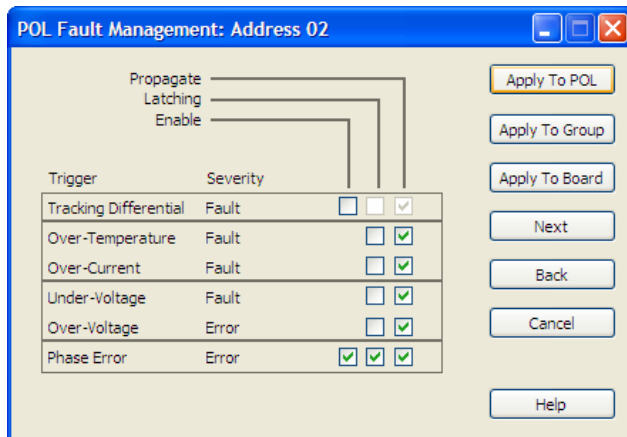 POL Fault Management: Address 02
Propagate
Latching
Enable
Trigger Severity
Tracking Differential Fault
Over-Temperature Fault
Over-Current Fault
Under-Voltage Fault
Over-Voltage Error
Phase Error Error
Apply To POL
Apply To Group
Apply To Board
Next
Back
Cancel
Help